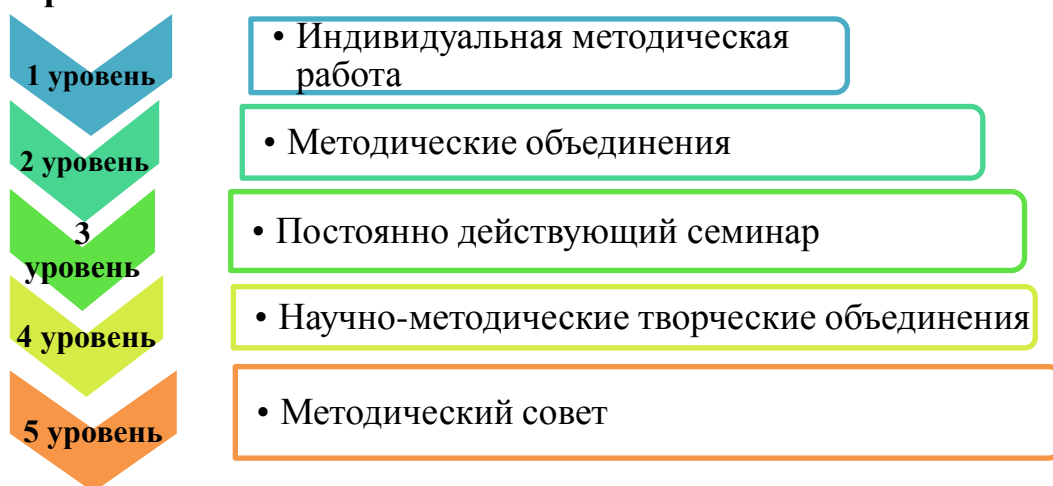 1 уровень
• Индивидуальная методическая
работа
2 уровень
• Методические объединения
3
уровень
• Постоянно действующий семинар
4 уровень
• Научно-методические творческие объединения
5 уровень
• Методический совет